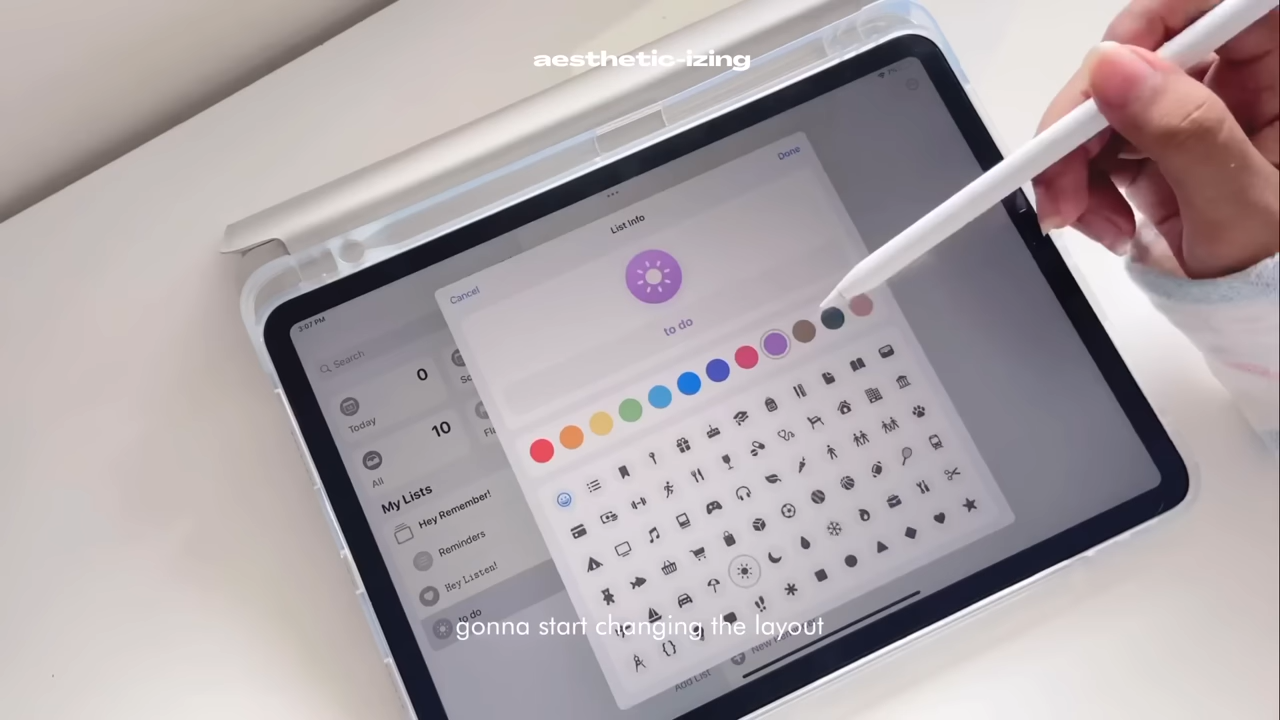 aesthetic-izing
3:07 PM
Search
0
Today
10
All
My Lists
Hey Remember!
Reminders
Hey Listen!
to do
Cancel
List Info
Done
to do
Add List
gonna start changing the layout